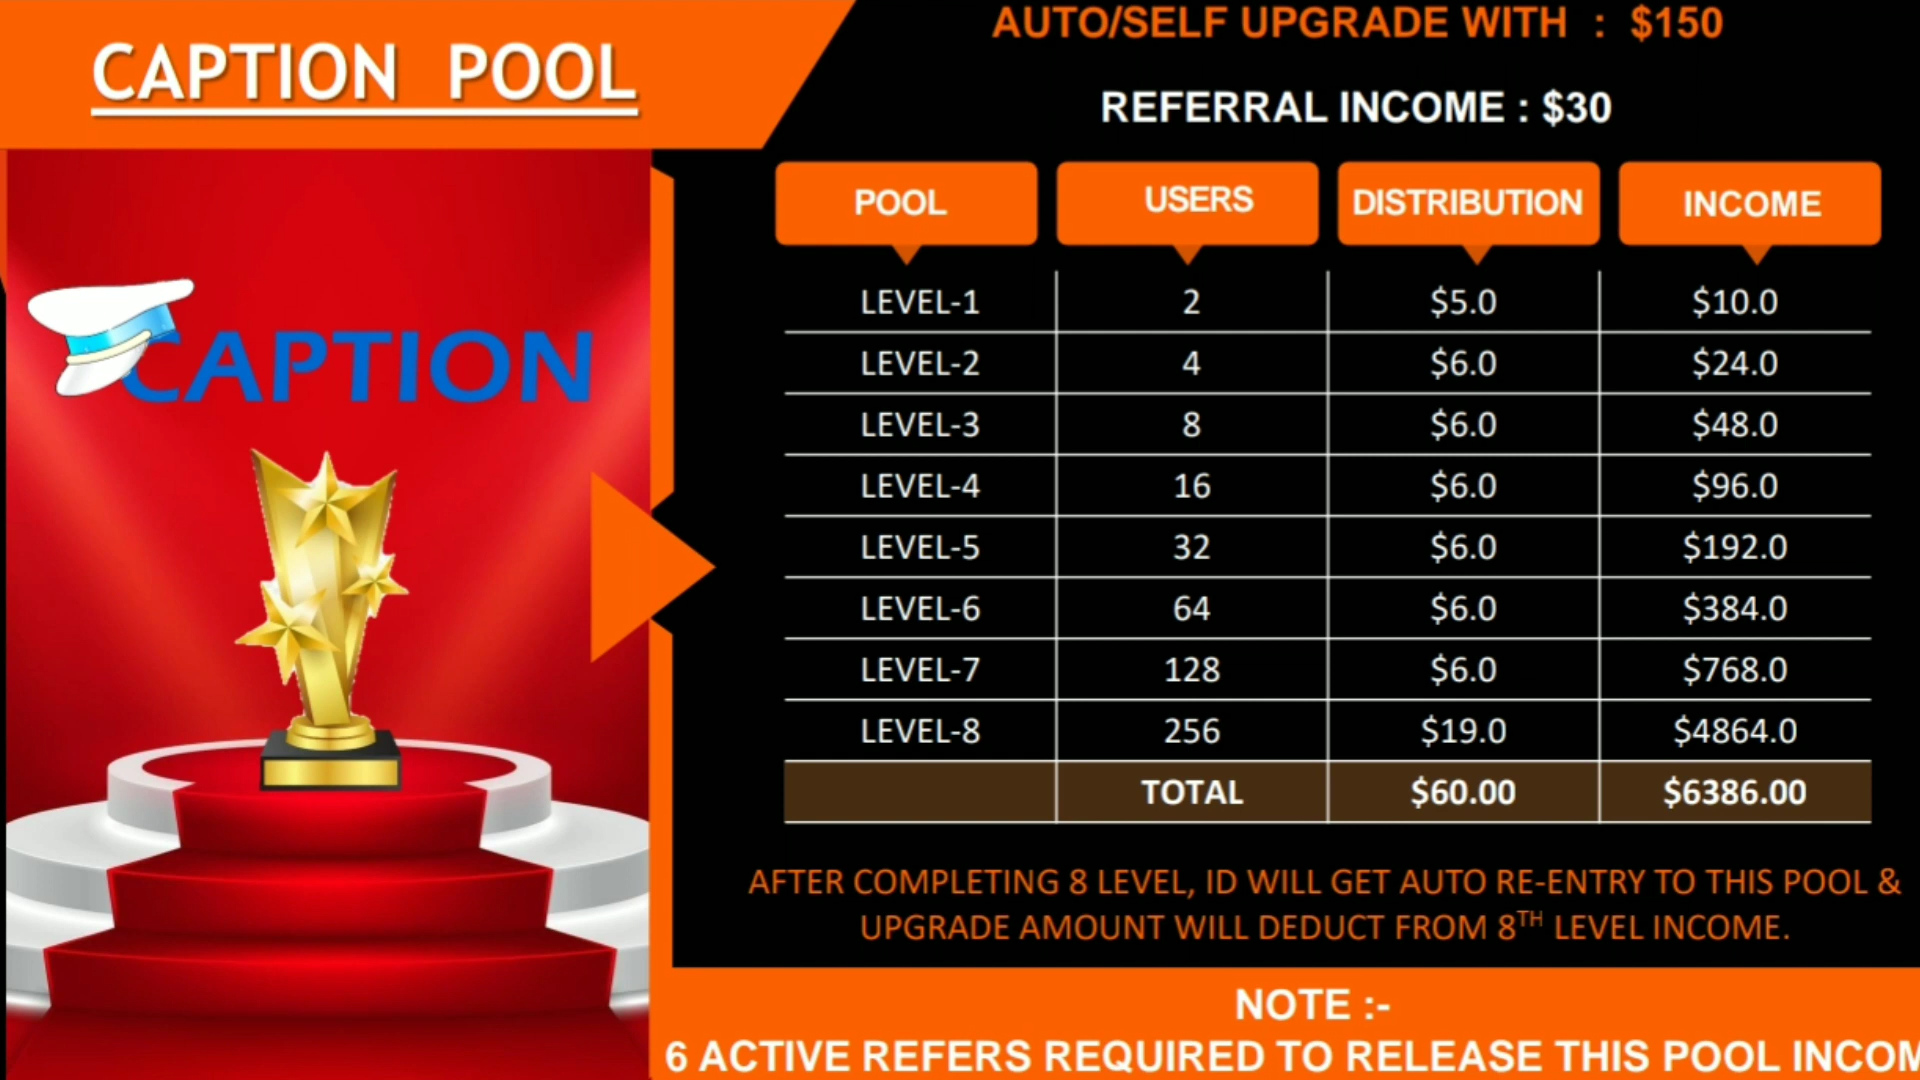 CAPTION POOL
AUTO/SELF UPGRADE WITH : $150
REFERRAL INCOME : $30
CAPTION
POOL USERS DISTRIBUTION INCOME
LEVEL-1 2 $5.0 $10.0
LEVEL-2 4 $6.0 $24.0
LEVEL-3 8 $6.0 $48.0
LEVEL-4 16 $6.0 $96.0
LEVEL-5 32 $6.0 $192.0
LEVEL-6 64 $6.0 $384.0
LEVEL-7 128 $6.0 $768.0
LEVEL-8 256 $19.0 $4864.0
TOTAL $60.00 $6386.00
AFTER COMPLETING 8 LEVEL, ID WILL GET AUTO RE-ENTRY TO THIS POOL &
UPGRADE AMOUNT WILL DEDUCT FROM 8TH LEVEL INCOME.
NOTE :-
6 ACTIVE REFERS REQUIRED TO RELEASE THIS POOL INCOM